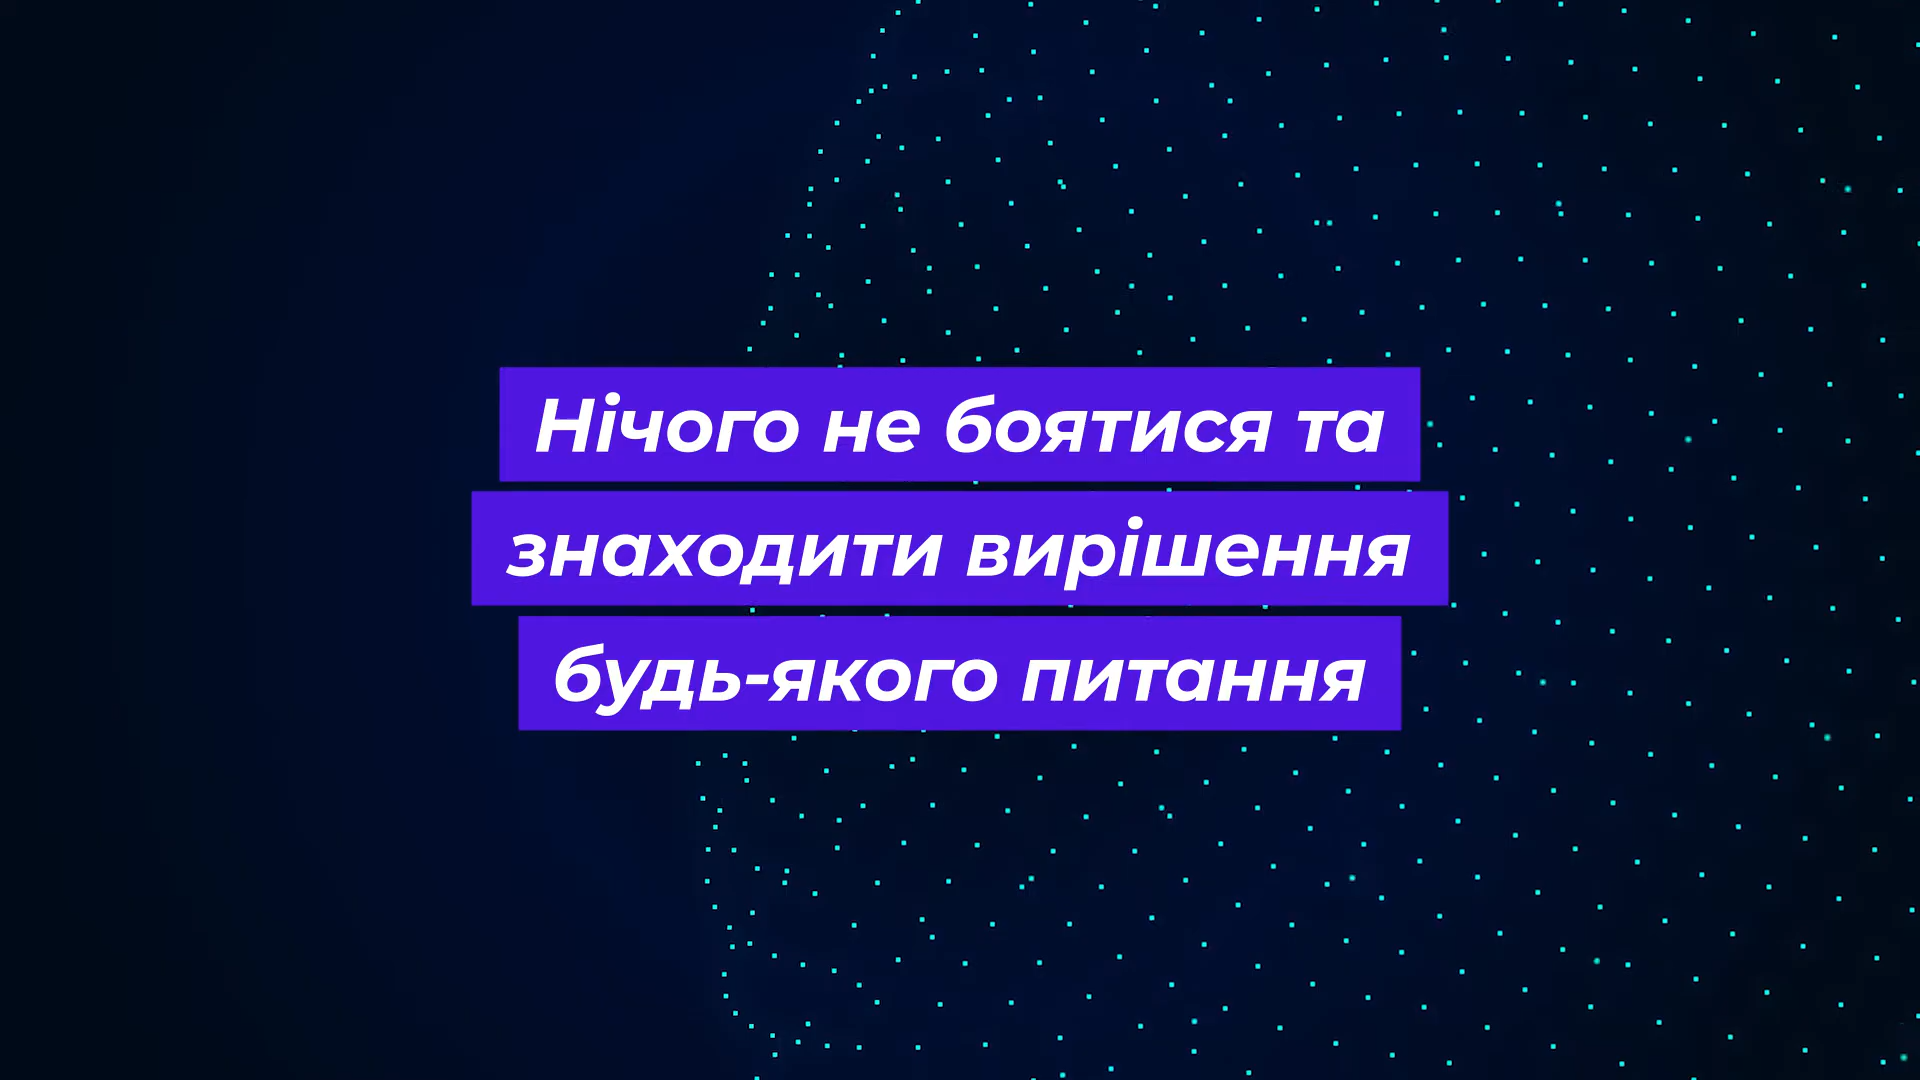 Нічого не боятися та
знаходити вирішення
будь-якого питання